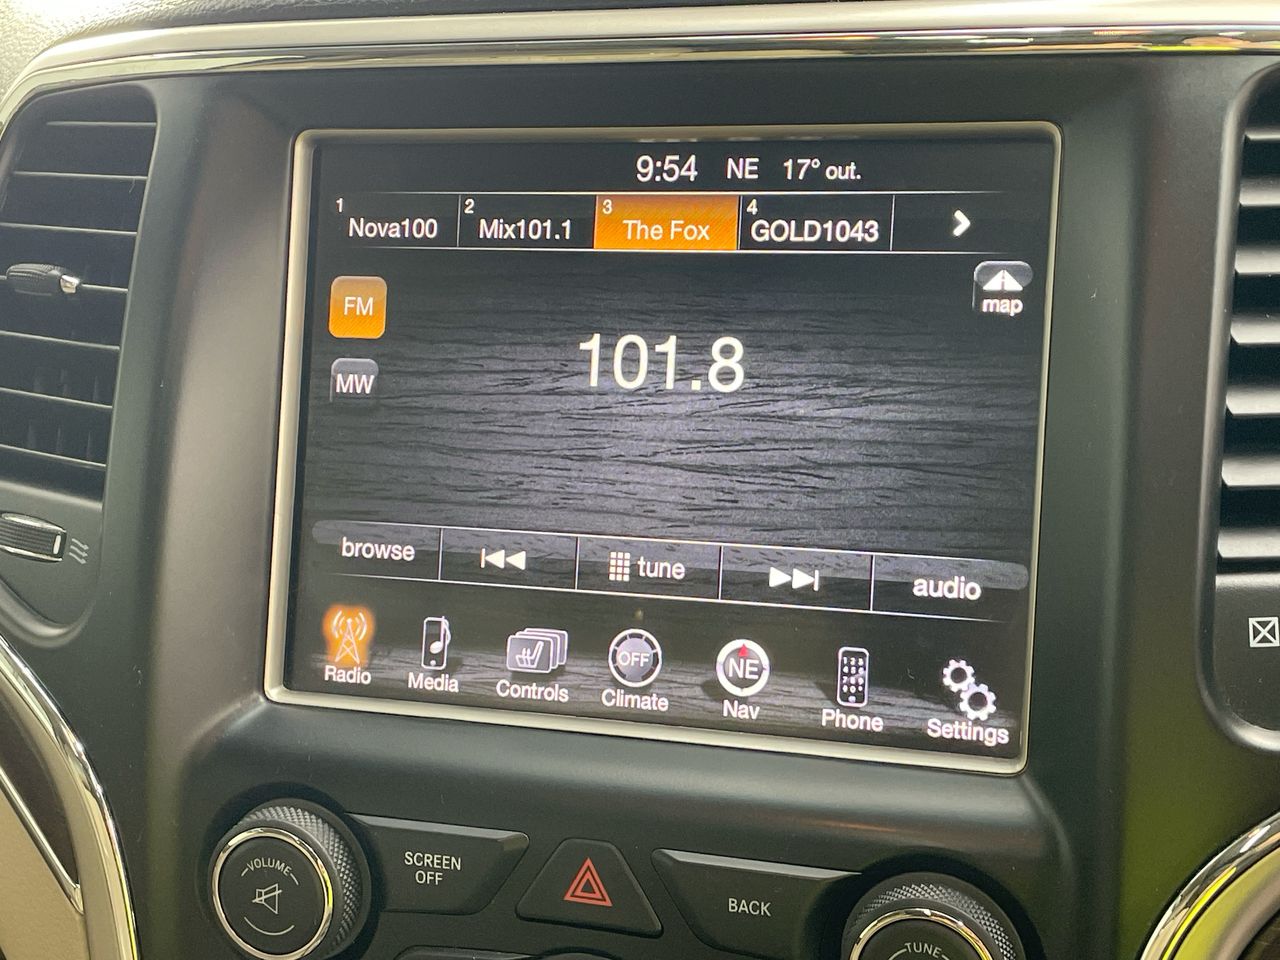 9:54 NE 17° out.
1 Nova100 2 Mix101.1 3 The Fox 4 GOLD1043
map
FM
101.8
MW
browse tune audio
OFF NE
Radio Media Controls Climate Nav Phone Settings
VOLUME
SCREEN
OFF
BACK
TUNE